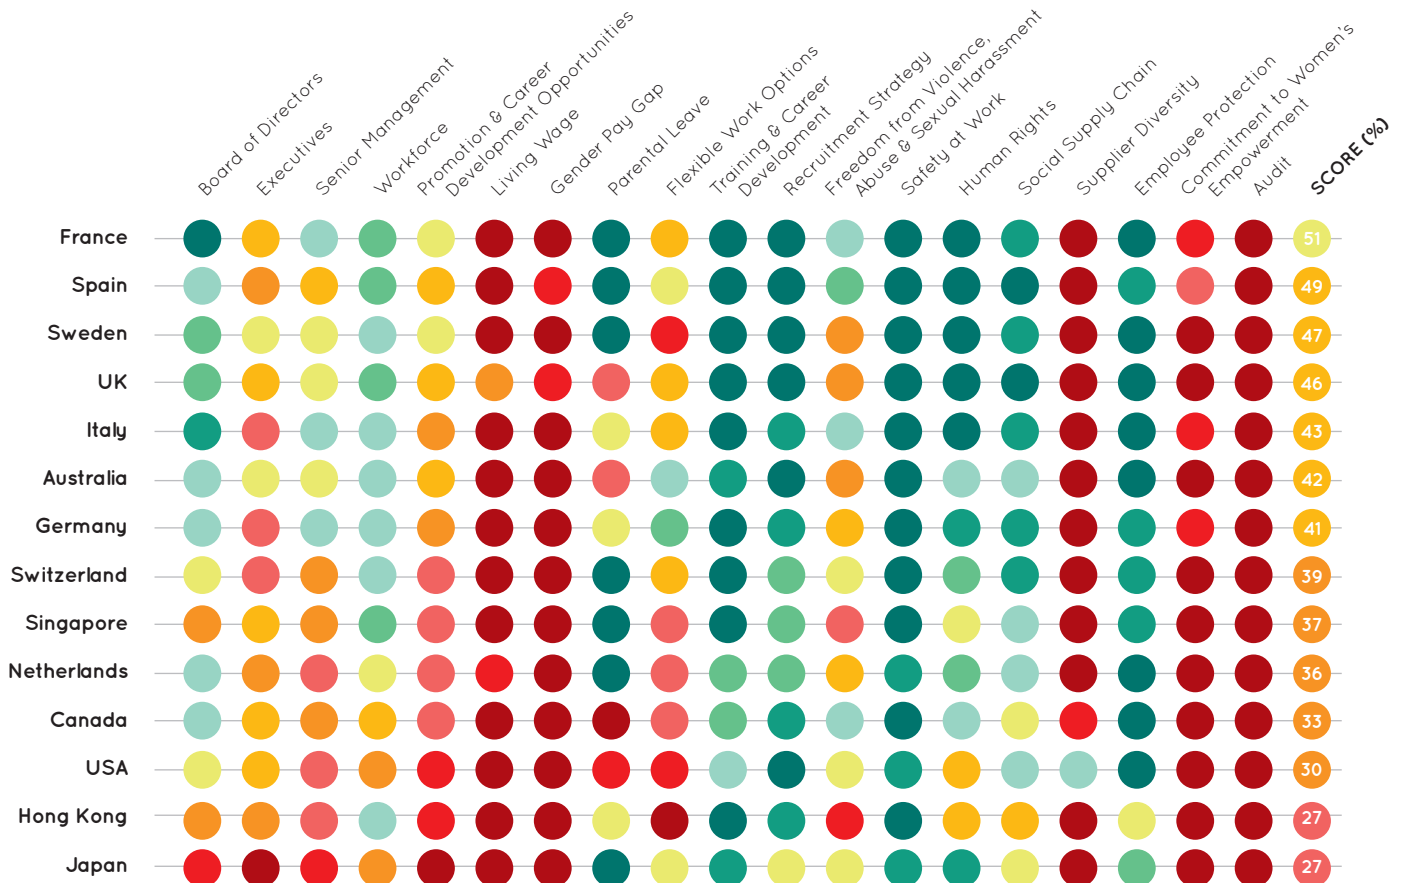 Board of Directors
Executives
Senior Management
Workforce
Promotion & Career
Development Opportunities
Living Wage
Gender Pay Gap
Parental Leave
Flexible Work Options
Training & Career
Development
Recruitment Strategy
Freedom from Violence,
Abuse & Sexual Harassment
Safety at Work
Human Rights
Social Supply Chain
Supplier Diversity
Employee Protection
Commitment to Women's
Empowerment
Audit
SCORE (%)
France 51
Spain 49
Sweden 47
UK 46
Italy 43
Australia 42
Germany 41
Switzerland 39
Singapore 37
Netherlands 36
Canada 33
USA 30
Hong Kong 27
Japan 27